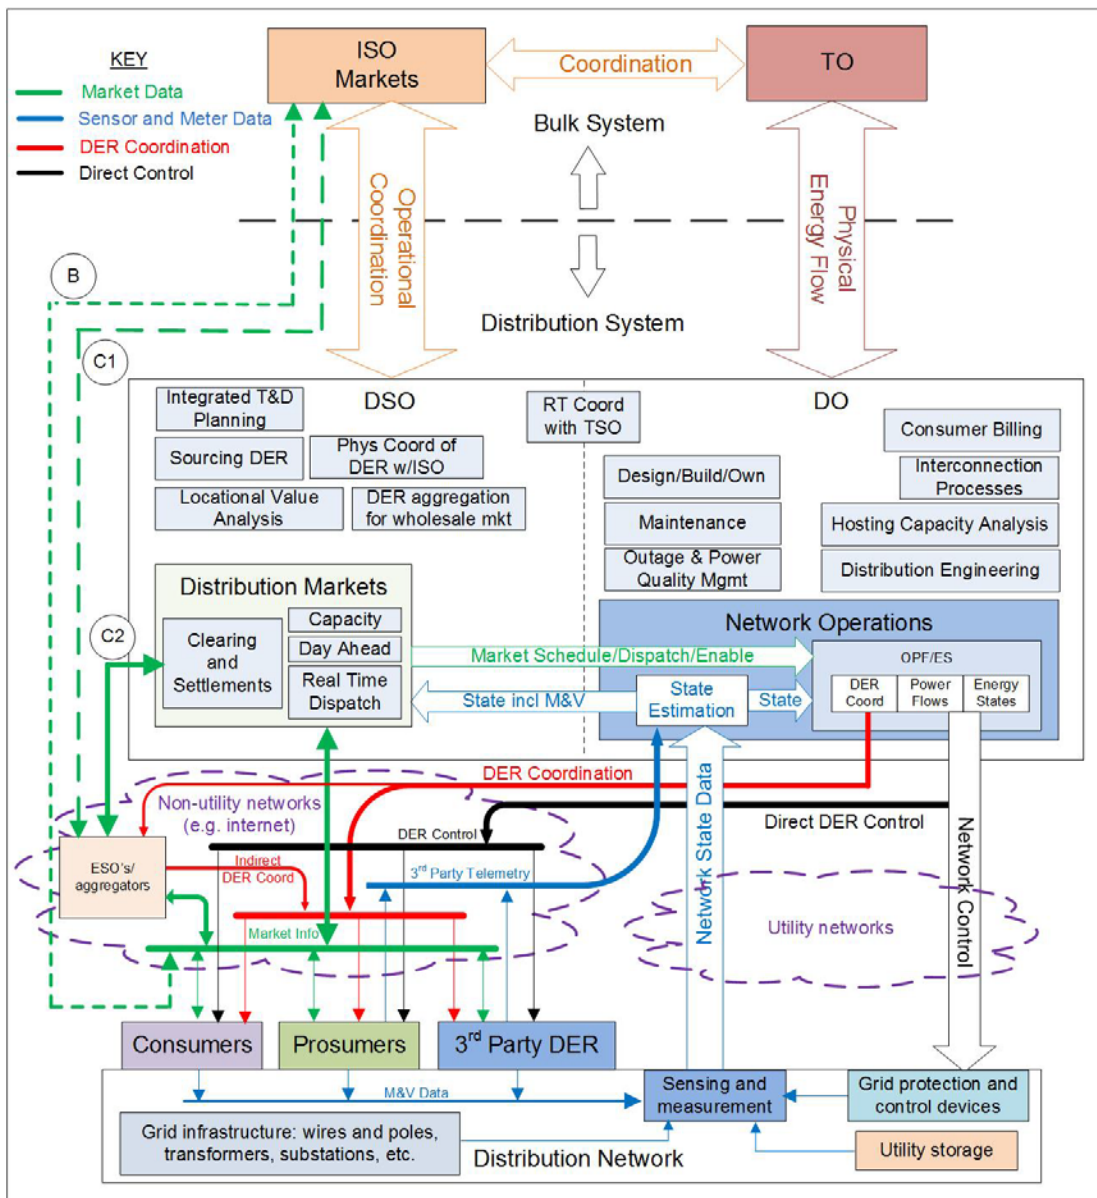 KEY
Market Data
Sensor and Meter Data
DER Coordination
Direct Control
ISO
Markets
Coordination
TO
Bulk System
Operational
Coordination
Physical
Energy Flow
Distribution System
B
C1
C2
DSO
Integrated T&D
Planning
Sourcing DER
Phys Coord of
DER w/ISO
Locational Value
Analysis
DER aggregation
for wholesale mkt
RT Coord
with TSO
DO
Consumer Billing
Design/Build/Own
Interconnection
Processes
Maintenance
Hosting Capacity Analysis
Outage & Power
Quality Mgmt
Distribution Engineering
Distribution Markets
Clearing
and
Settlements
Capacity
Day Ahead
Real Time
Dispatch
Market Schedule/Dispatch/Enable
State incl M&V
Network Operations
State
Estimation
State
OPF/ES
DER
Coord
Power
Flows
Energy
States
DER Coordination
Non-utility networks
(e.g. internet)
DER Control
Direct DER Control
ESO's/
aggregators
Indirect
DER Coord
3rd Party Telemetry
Market Info
Network State Data
Utility networks
Network Control
Consumers
Prosumers
3rd Party DER
M&V Data
Sensing and
measurement
Grid protection and
control devices
Grid infrastructure: wires and poles,
transformers, substations, etc.
Distribution Network
Utility storage